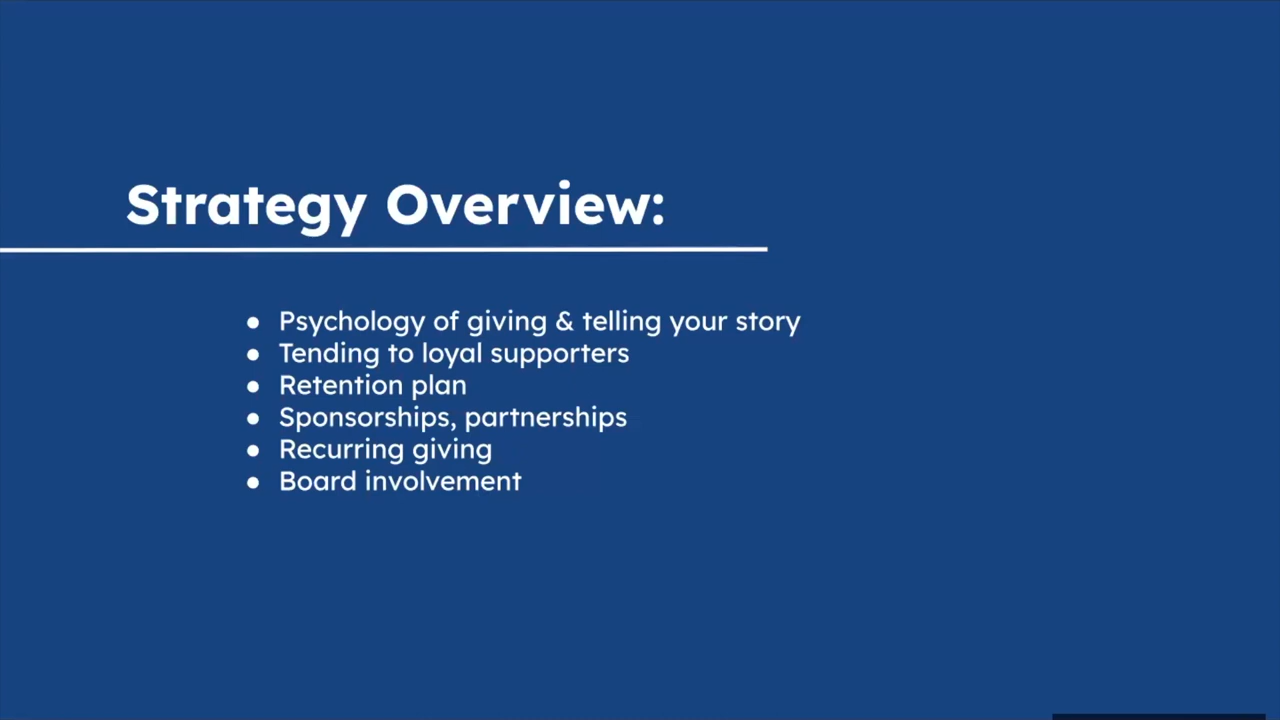 Strategy Overview:
● Psychology of giving & telling your story
● Tending to loyal supporters
● Retention plan
● Sponsorships, partnerships
● Recurring giving
● Board involvement